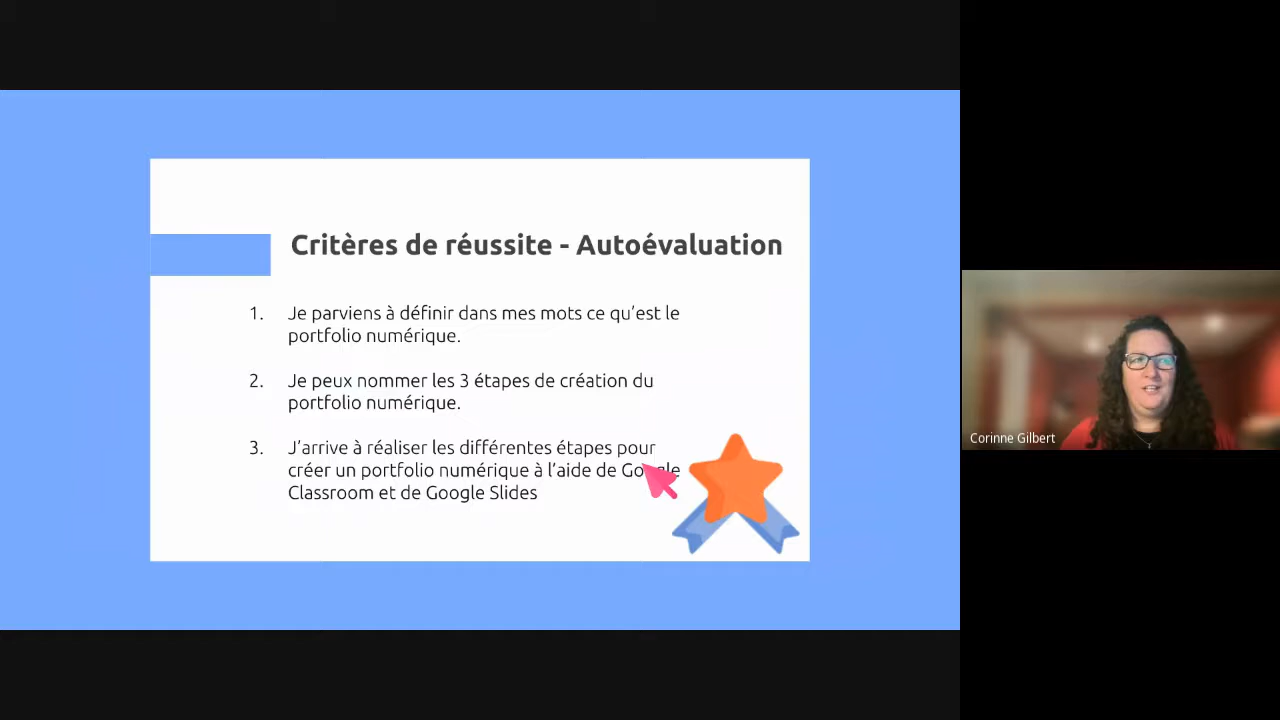 Critères de réussite - Autoévaluation
1. Je parviens à définir dans mes mots ce qu’est le
portfolio numérique.
2. Je peux nommer les 3 étapes de création du
portfolio numérique.
3. J’arrive à réaliser les différentes étapes pour
créer un portfolio numérique à l’aide de Google
Classroom et de Google Slides
Corinne Gilbert